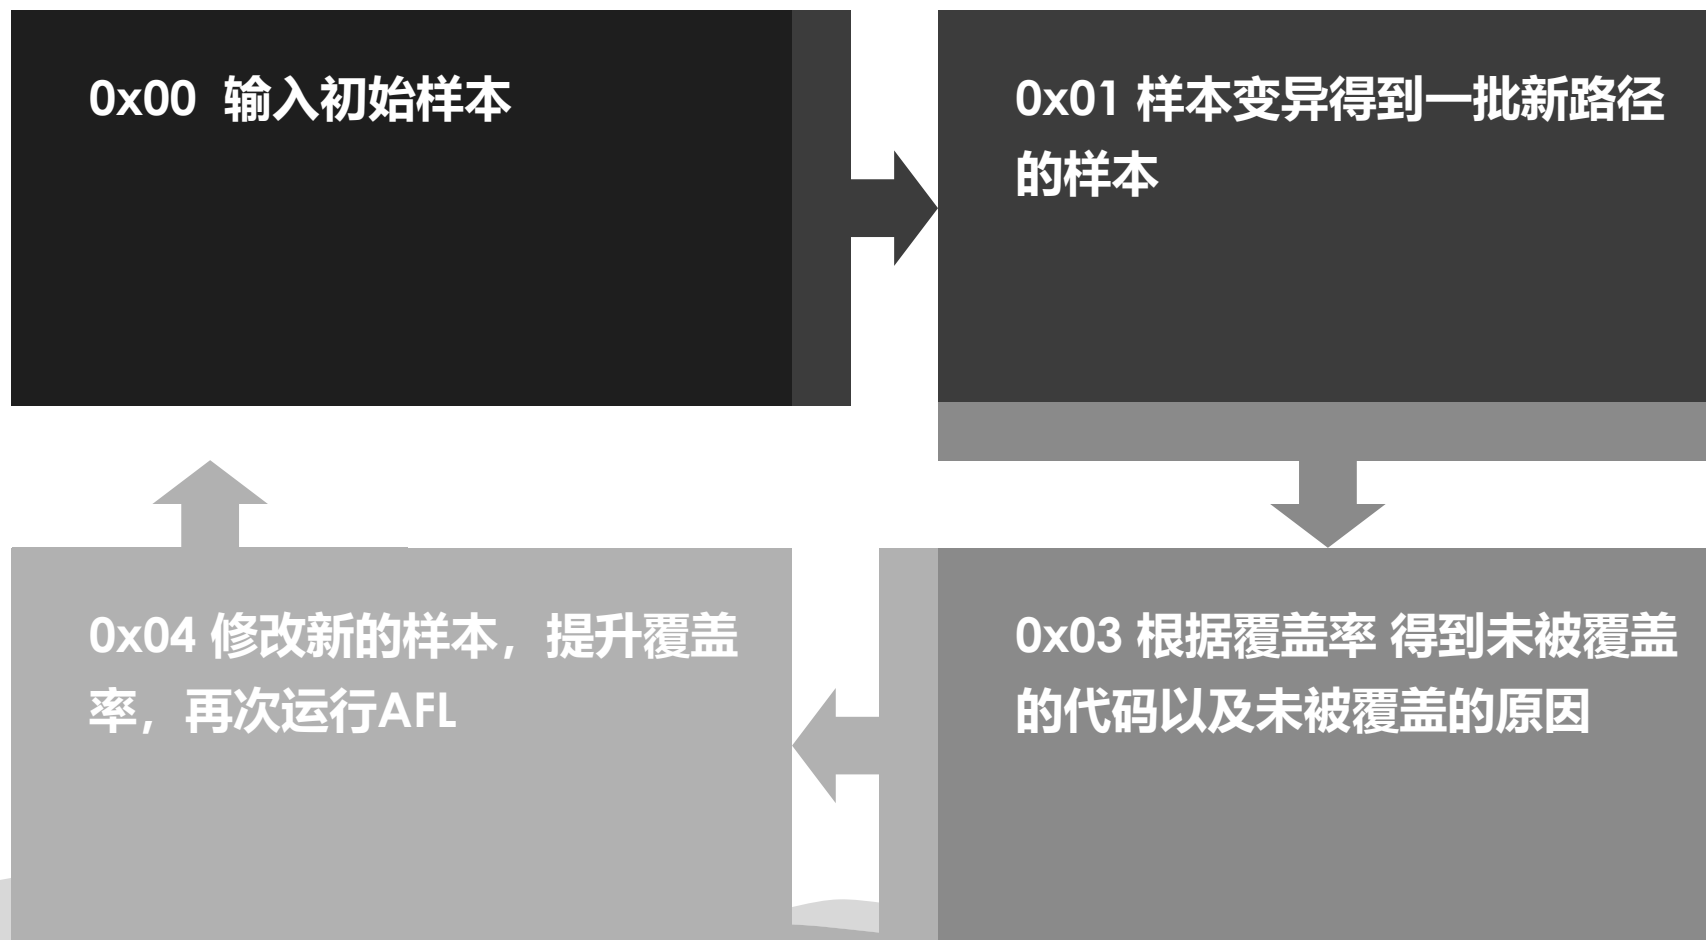 0x00 输入初始样本
0x01 样本变异得到一批新路径
的样本
0x03 根据覆盖率 得到未被覆盖
的代码以及未被覆盖的原因
0x04 修改新的样本，提升覆盖
率，再次运行AFL